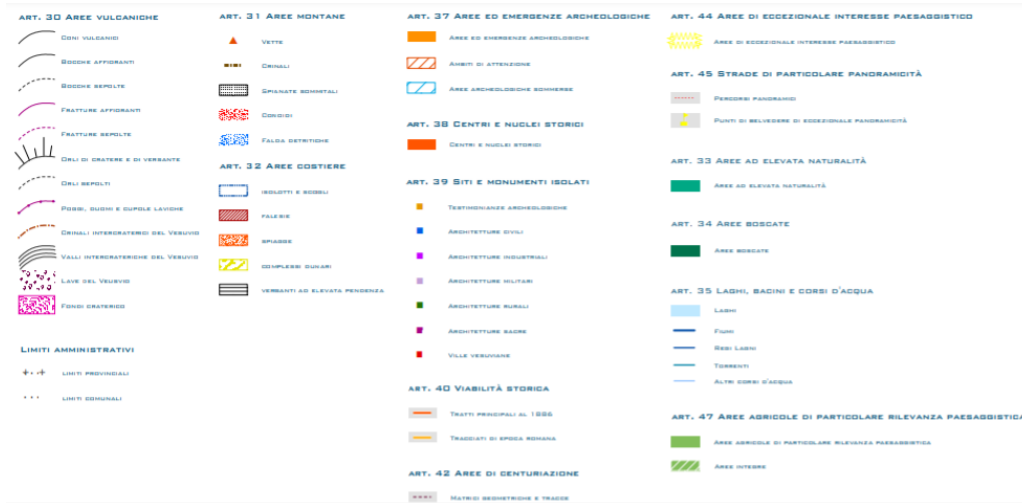 ART. 30 AREE VULCANICHE
CONI VULCANICI
BOCCHE AFFIORANTI
BOCCHE SEPOLTE
FRATTURE AFFIORANTI
FRATTURE SEPOLTE
ORLI DI CRATERE E DI VERSANTE
ORLI SEPOLTI
POGGI, DUOMI E CUPOLE LAVICHE
CRINALI INTERCRATERICI DEL VESUVIO
VALLI INTERCRATERICHE DEL VESUVIO
LAVE DEL VEUSVIO
FONDI CRATERICO
LIMITI AMMINISTRATIVI
LIMITI PROVINCIALI
LIMITI COMUNALI
ART. 31 AREE MONTANE
VETTE
CRINALI
SPIANATE SOMMITALI
CONOIDI
FALDA DETRITICHE
ART. 32 AREE COSTIERE
ISOLOTTI E SCOGLI
FALESIE
SPIAGGE
COMPLESSI DUNARI
VERSANTI AD ELEVATA PENDENZA
ART. 37 AREE ED EMERGENZE ARCHEOLOGICHE
AREE ED EMERGENZE ARCHEOLOGICHE
AMBITI DI ATTENZIONE
AREE ARCHEOLOGICHE SOMMERSE
ART. 38 CENTRI E NUCLEI STORICI
CENTRI E NUCLEI STORICI
ART. 39 SITI E MONUMENTI ISOLATI
TESTIMONIANZE ARCHEOLOGICHE
ARCHITETTURE CIVILI
ARCHITETTURE INDUSTRIALI
ARCHITETTURE MILITARI
ARCHITETTURE RURALI
ARCHITETTURE SACRE
VILLE VESUVIANE
ART. 40 VIABILITÀ STORICA
TRATTI PRINCIPALI AL 1886
TRACCIATI DI EPOCA ROMANA
ART. 42 AREE DI CENTURIAZIONE
MATRICI GEOMETRICHE E TRACCE
ART. 44 AREE DI ECCEZIONALE INTERESSE PAESAGGISTICO
AREE DI ECCEZIONALE INTERESSE PAESAGGISTICO
ART. 45 STRADE DI PARTICOLARE PANORAMICITÀ
PERCORSI PANORAMICI
PUNTI DI BELVEDERE DI ECCEZIONALE PANORAMICITÀ
ART. 33 AREE AD ELEVATA NATURALITÀ
AREE AD ELEVATA NATURALITÀ
ART. 34 AREE BOSCATE
AREE BOSCATE
ART. 35 LAGHI, BACINI E CORSI D'ACQUA
LAGHI
FIUMI
REGI LAGNI
TORRENTI
ALTRI CORSI D'ACQUA
ART. 47 AREE AGRICOLE DI PARTICOLARE RILEVANZA PAESAGGISTICA
AREE AGRICOLE DI PARTICOLARE RILEVANZA PAESAGGISTICA
AREE INTEGRE